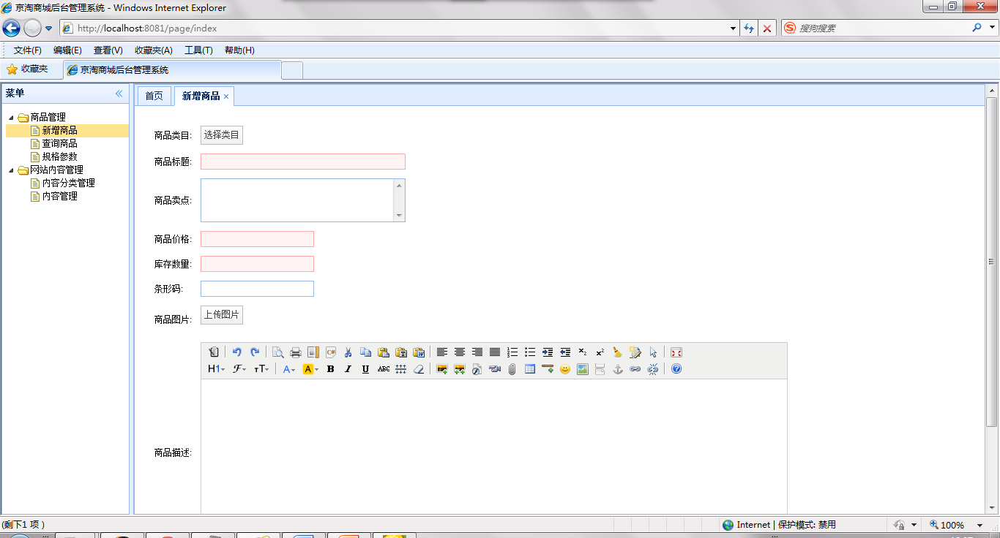 京淘商城后台管理系统 - Windows Internet Explorer
http://localhost:8081/page/index
搜狗搜索
文件(F) 编辑(E) 查看(V) 收藏夹(A) 工具(T) 帮助(H)
收藏夹 京淘商城后台管理系统
菜单
首页 新增商品
商品管理
新增商品
查询商品
规格参数
网站内容管理
内容分类管理
内容管理
商品类目: 选择类目
商品标题:
商品卖点:
商品价格:
库存数量:
条形码:
商品图片: 上传图片
H1 F TT A A B I U ABC
商品描述:
(剩下1 项 )
Internet | 保护模式: 禁用
100%